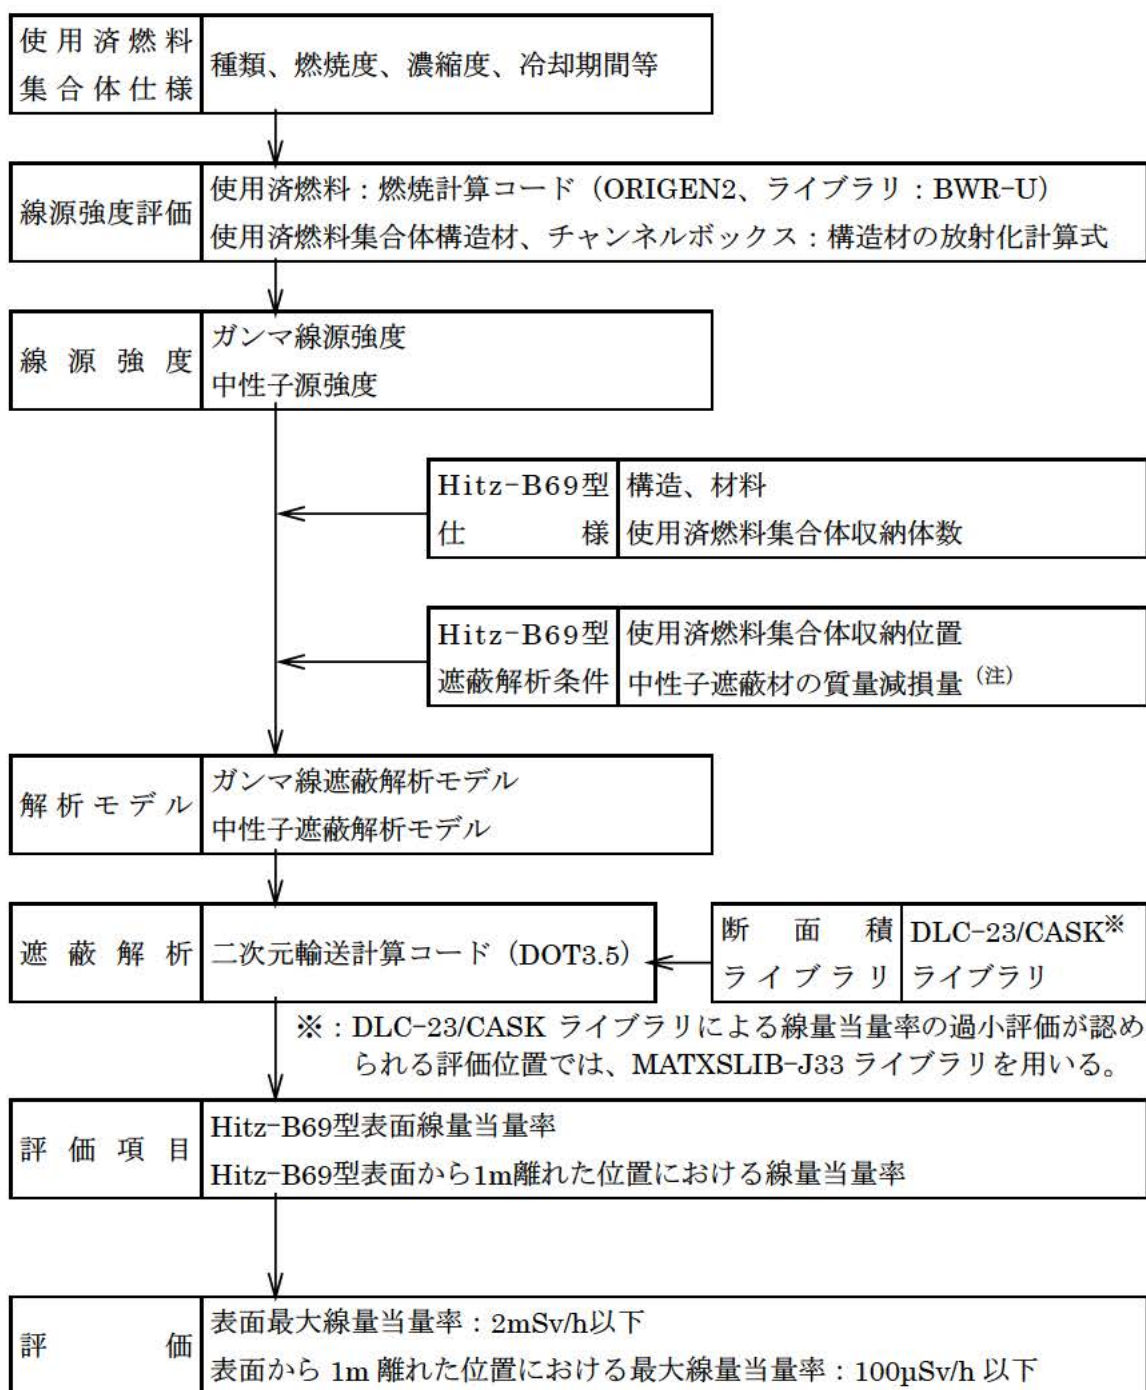 使用済燃料
集合体仕様
種類、燃焼度、濃縮度、冷却期間等
線源強度評価
使用済燃料：燃焼計算コード（ORIGEN2、ライブラリ：BWR-U）
使用済燃料集合体構造材、チャンネルボックス：構造材の放射化計算式
線源強度
ガンマ線源強度
中性子源強度
Hitz-B69型
仕様
構造、材料
使用済燃料集合体収納体数
Hitz-B69型
遮蔽解析条件
使用済燃料集合体収納位置
中性子遮蔽材の質量減損量（注）
解析モデル
ガンマ線遮蔽解析モデル
中性子遮蔽解析モデル
遮蔽解析
二次元輸送計算コード（DOT3.5）
断面積
ライブラリ
DLC-23/CASK※
ライブラリ
※：DLC-23/CASK ライブラリによる線量当量率の過小評価が認め
られる評価位置では、MATXSLIB-J33 ライブラリを用いる。
評価項目
Hitz-B69型表面線量当量率
Hitz-B69型表面から1m離れた位置における線量当量率
評価
表面最大線量当量率：2mSv/h以下
表面から 1m 離れた位置における最大線量当量率：100μSv/h 以下